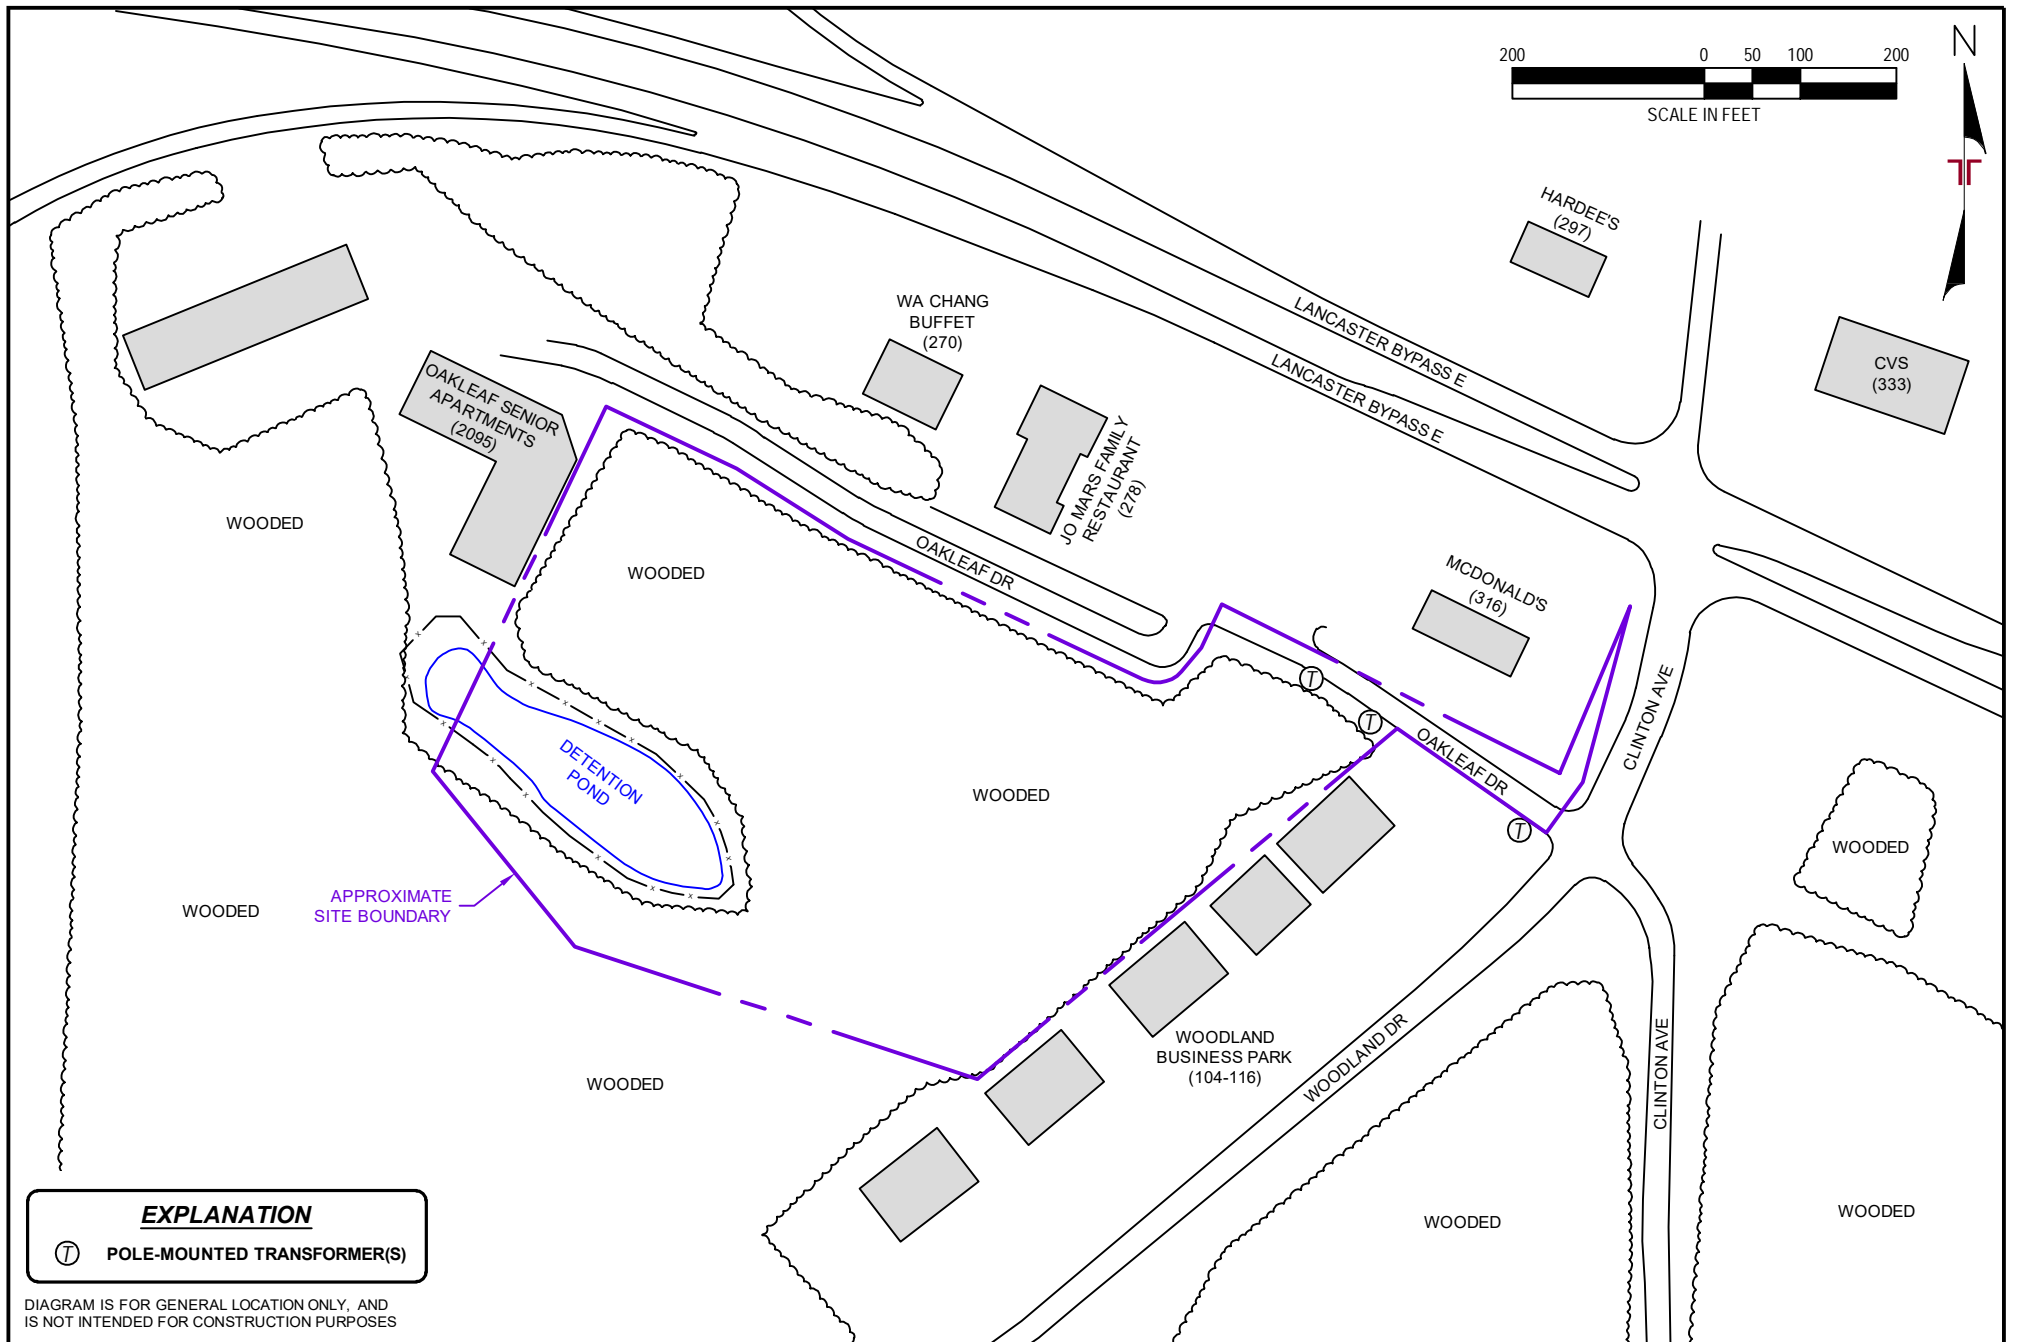 200 0 50 100 200
SCALE IN FEET
N
HARDEE'S
(297)
LANCASTER BYPASS E
LANCASTER BYPASS E
CVS
(333)
WA CHANG
BUFFET
(270)
JO MARS FAMILY
RESTAURANT
(278)
OAKLEAF SENIOR
APARTMENTS
(2095)
WOODED
WOODED
OAKLEAF DR
MCDONALD'S
(316)
CLINTON AVE
T
T
OAKLEAF DR
T
DETENTION
POND
WOODED
WOODED
WOODED
APPROXIMATE
SITE BOUNDARY
WOODLAND
BUSINESS PARK
(104-116)
WOODLAND DR
CLINTON AVE
WOODED
WOODED
WOODED
EXPLANATION
T POLE-MOUNTED TRANSFORMER(S)
DIAGRAM IS FOR GENERAL LOCATION ONLY, AND
IS NOT INTENDED FOR CONSTRUCTION PURPOSES